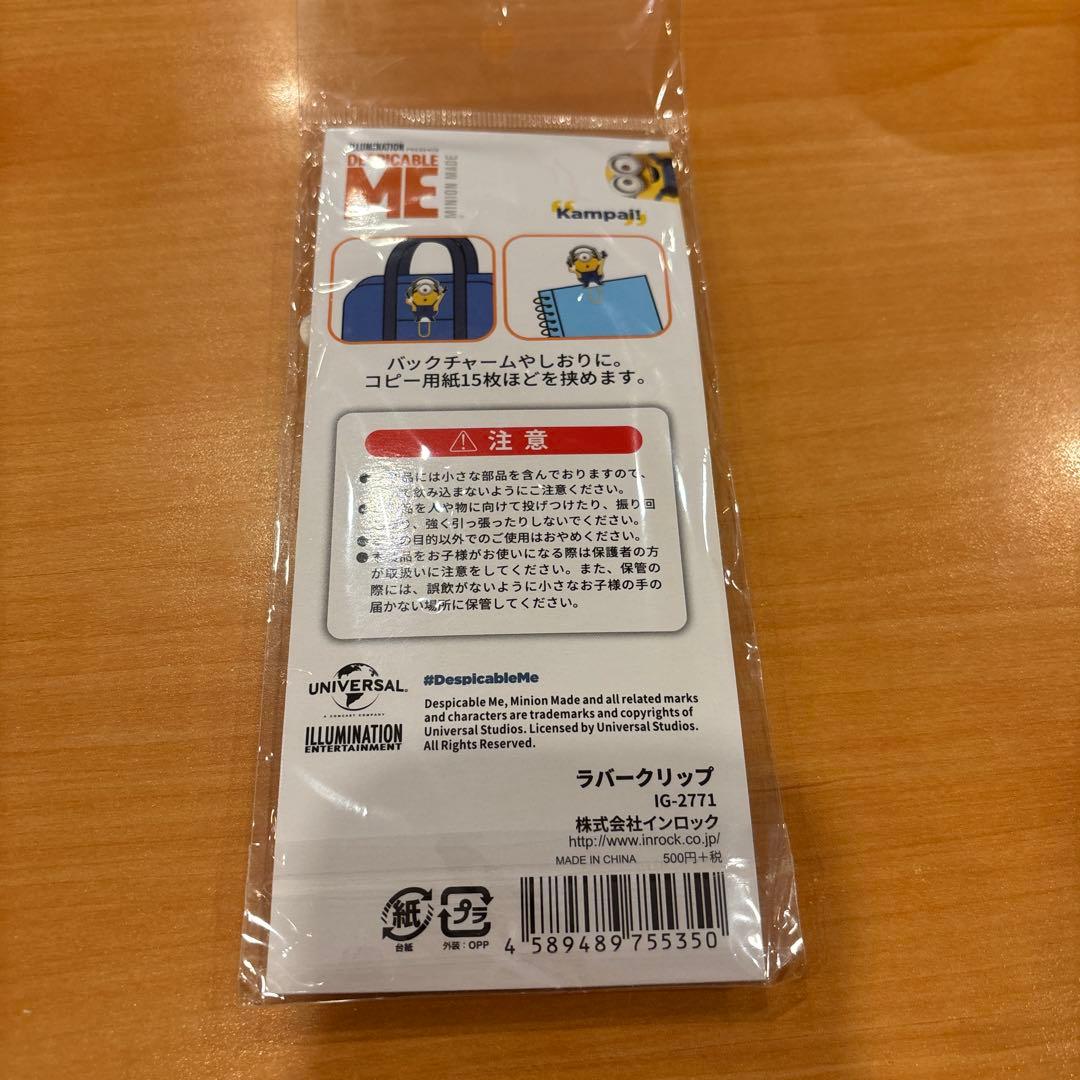 ILLUMINATION PRESENTS
DESPICABLE
ME
MINION MADE
"Kampai!"
バックチャームやしおりに。
コピー用紙15枚ほどを挟めます。
注意
品には小さな部品を含んでおりますので、
飲み込まないようにご注意ください。
品を人や物に向けて投げつけたり、振り回
り、強く引っ張ったりしないでください。
の目的以外でのご使用はおやめください。
本製品をお子様がお使いになる際は保護者の方
が取扱いに注意をしてください。また、保管の
際には、誤飲がないように小さなお子様の手の
届かない場所に保管してください。
UNIVERSAL
A COMCAST COMPANY
ILLUMINATION
ENTERTAINMENT
#DespicableMe
Despicable Me, Minion Made and all related marks
and characters are trademarks and copyrights of
Universal Studios. Licensed by Universal Studios.
All Rights Reserved.
ラバークリップ
IG-2771
株式会社インロック
http://www.inrock.co.jp/
MADE IN CHINA 500円+税
紙
台紙
プラ
外装：OPP
4 589489 755350